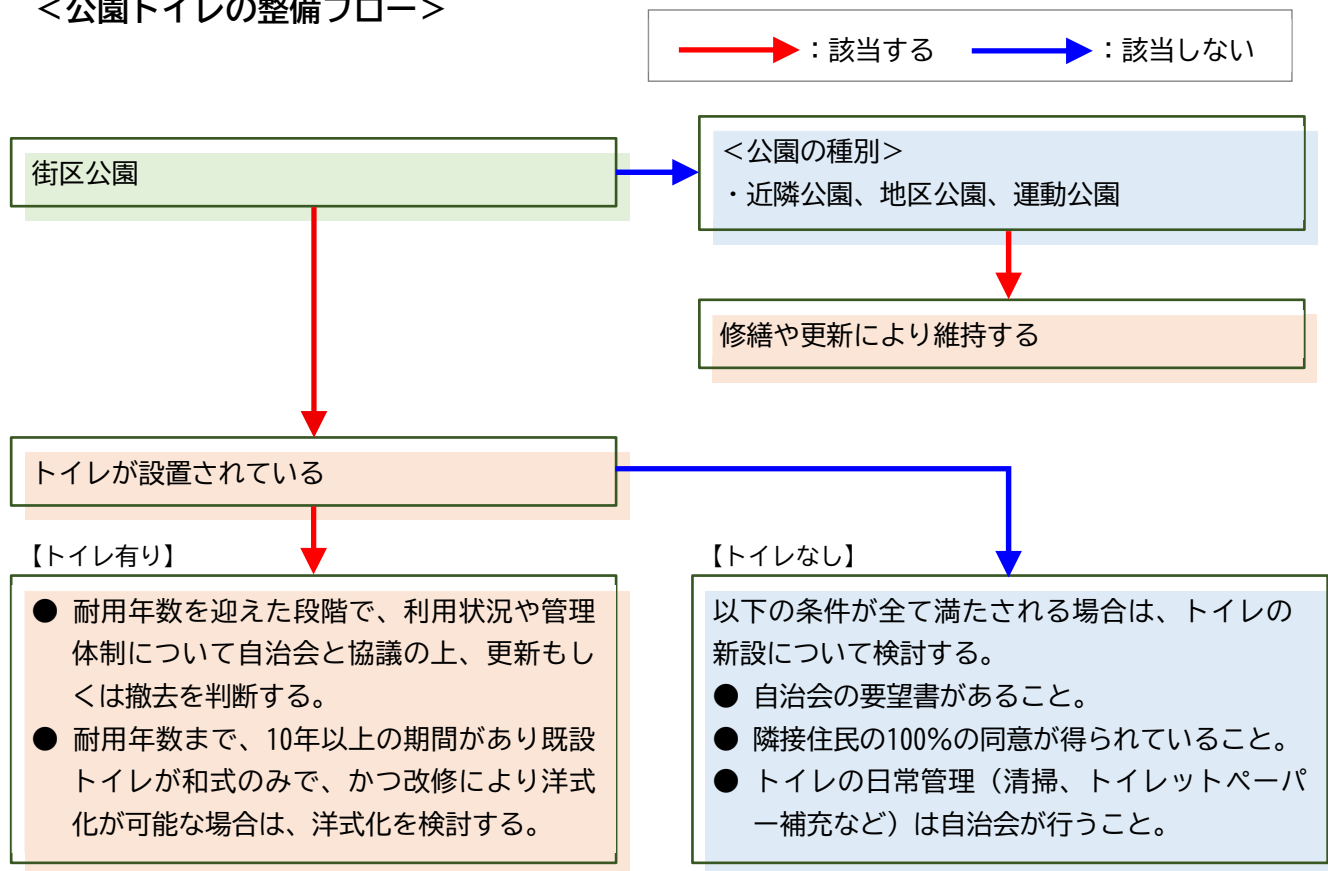 ＜公園トイレの整備フロー＞
：該当する
：該当しない
街区公園
＜公園の種別＞
・近隣公園、地区公園、運動公園
修繕や更新により維持する
トイレが設置されている
【トイレ有り】
● 耐用年数を迎えた段階で、利用状況や管理
体制について自治会と協議の上、更新もし
くは撤去を判断する。
● 耐用年数まで、10年以上の期間があり既設
トイレが和式のみで、かつ改修により洋式
化が可能な場合は、洋式化を検討する。
【トイレなし】
以下の条件が全て満たされる場合は、トイレの
新設について検討する。
● 自治会の要望書があること。
● 隣接住民の100％の同意が得られていること。
● トイレの日常管理（清掃、トイレットペーパ
ー補充など）は自治会が行うこと。